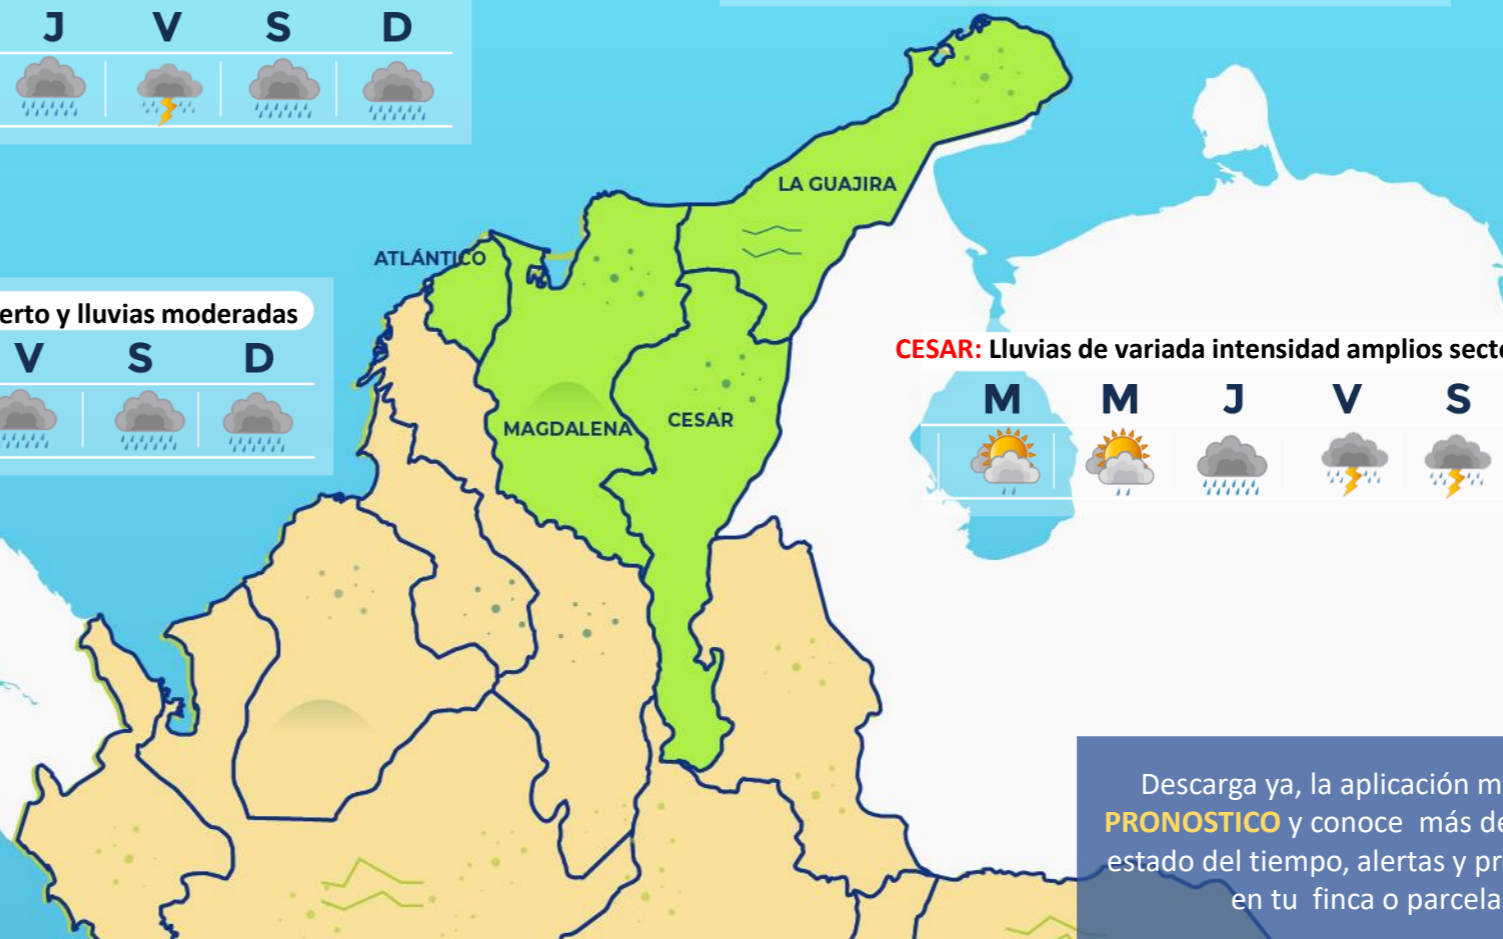 J V S D
LA GUAJIRA
ATLÁNTICO
erto y lluvias moderadas
V S D
CESAR: Lluvias de variada intensidad amplios secto
M M J V S
MAGDALENA
CESAR
Descarga ya, la aplicación m
PRONOSTICO y conoce más de
estado del tiempo, alertas y pr
en tu finca o parcela